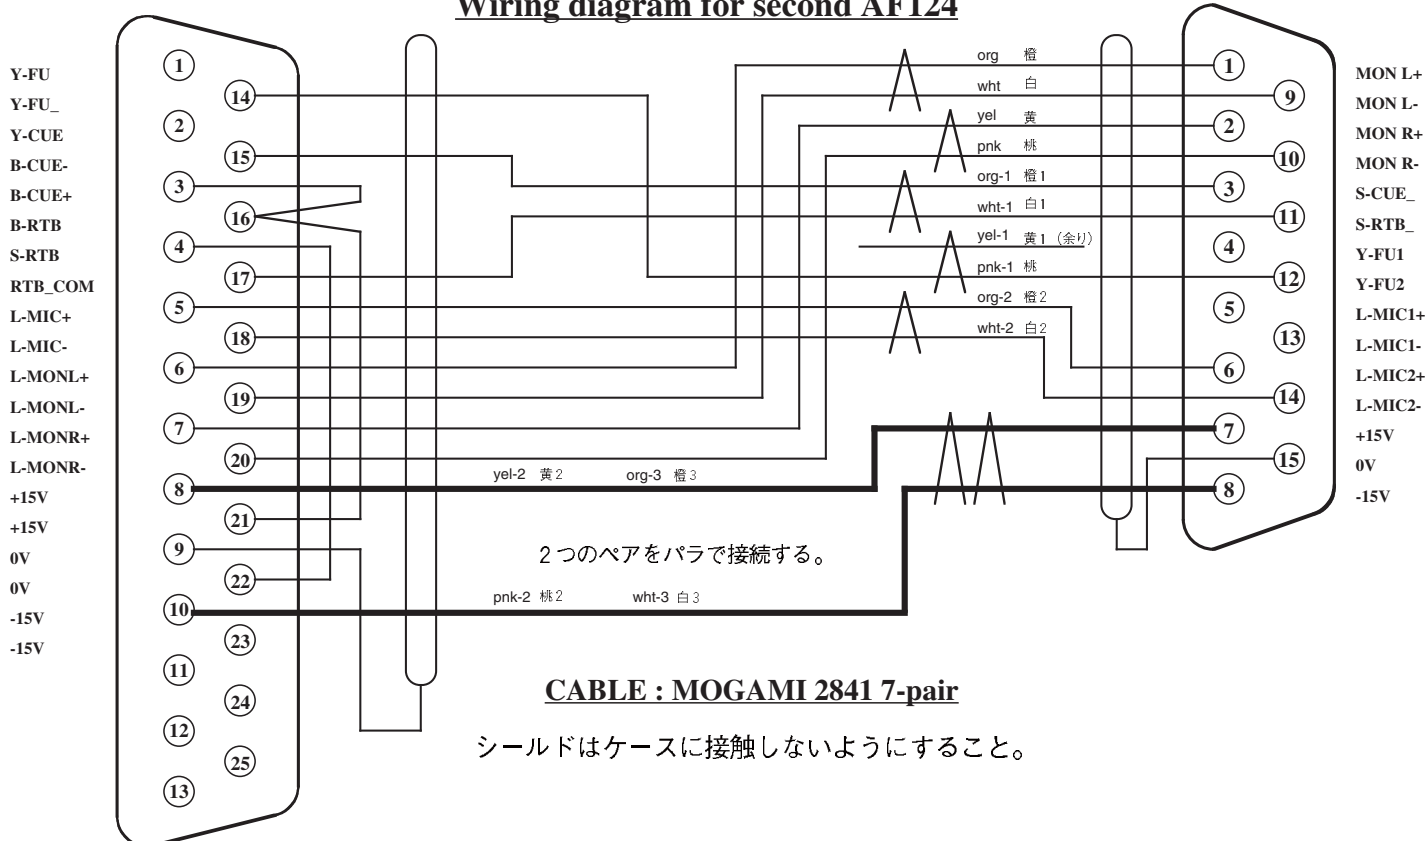 Wiring diagram for second AF124
Y-FU
Y-FU_
Y-CUE
B-CUE-
B-CUE+
B-RTB
S-RTB
RTB_COM
L-MIC+
L-MIC-
L-MONL+
L-MONL-
L-MONR+
L-MONR-
+15V
+15V
0V
0V
-15V
-15V
1
14
2
15
3
16
4
17
5
18
6
19
7
20
8
21
9
22
10
23
11
24
12
25
13
org 橙
wht 白
yel 黄
pnk 桃
org-1 橙1
wht-1 白1
yel-1 黄1 (余り)
pnk-1 桃
org-2 橙2
wht-2 白2
yel-2 黄2 org-3 橙3
2つのペアをパラで接続する。
pnk-2 桃2 wht-3 白3
CABLE : MOGAMI 2841 7-pair
シールドはケースに接触しないようにすること。
1
9
2
10
3
11
4
12
5
13
6
14
7
15
8
MON L+
MON L-
MON R+
MON R-
S-CUE_
S-RTB_
Y-FU1
Y-FU2
L-MIC1+
L-MIC1-
L-MIC2+
L-MIC2-
+15V
0V
-15V